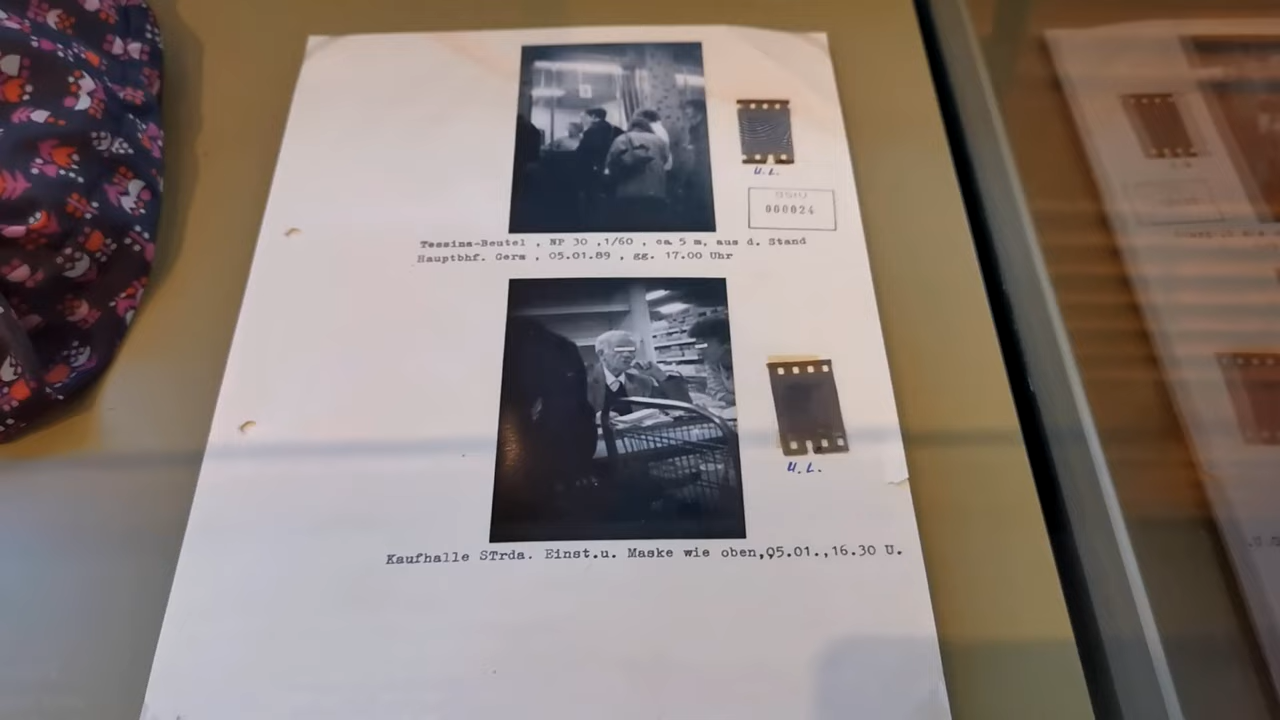 U.L.
BStU
000024
Tessina-Beutel , NP 30 ,1/60 , ca 5 m, aus d. Stand
Hauptbhf. Gera , 05.01.89 , gg. 17.00 Uhr
U.L.
Kaufhalle STrda. Einst.u. Maske wie oben,05.01.,16.30 U.